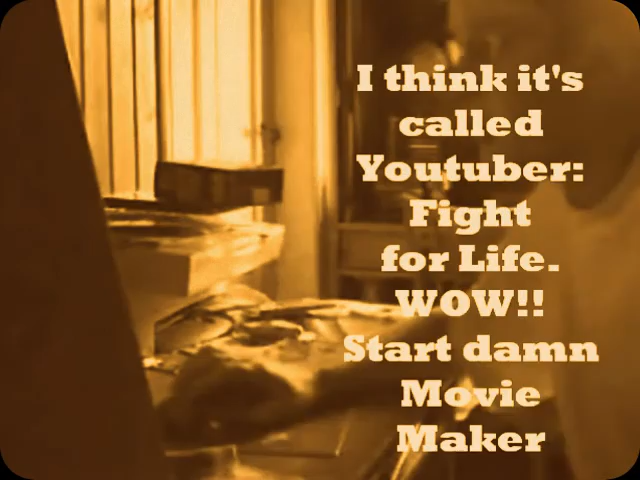 I think it's
called
Youtuber:
Fight
for Life.
WOW!!
Start damn
Movie
Maker